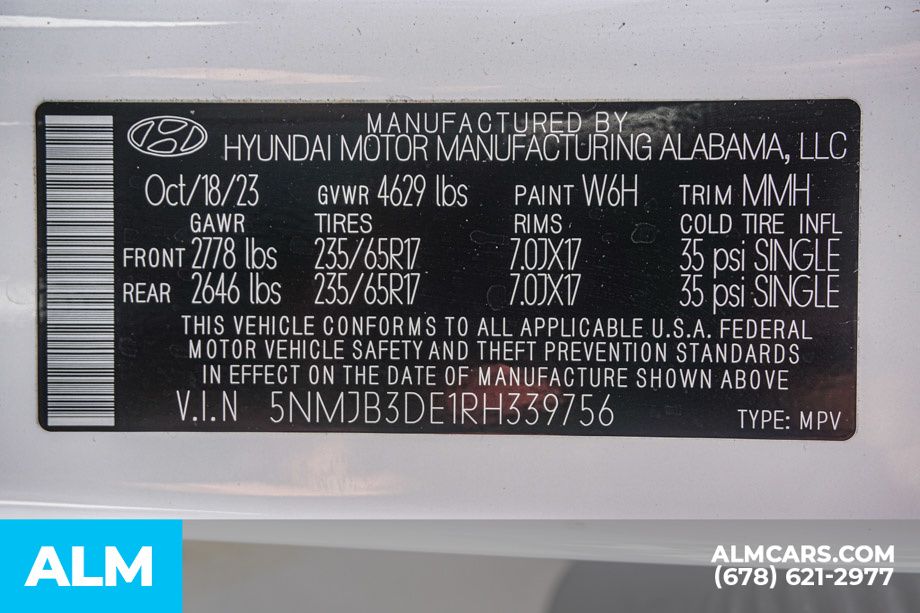 MANUFACTURED BY
HYUNDAI MOTOR MANUFACTURING ALABAMA, LLC
Oct/18/23 GVWR 4629 lbs PAINT W6H TRIM MMH
GAWR TIRES RIMS COLD TIRE INFL
FRONT 2778 lbs 235/65R17 7.0JX17 35 psi SINGLE
REAR 2646 lbs 235/65R17 7.0JX17 35 psi SINGLE
THIS VEHICLE CONFORMS TO ALL APPLICABLE U.S.A. FEDERAL
MOTOR VEHICLE SAFETY AND THEFT PREVENTION STANDARDS
IN EFFECT ON THE DATE OF MANUFACTURE SHOWN ABOVE
V.I.N 5NMJB3DE1RH339756 TYPE: MPV
ALM
ALMCARS.COM
(678) 621-2977